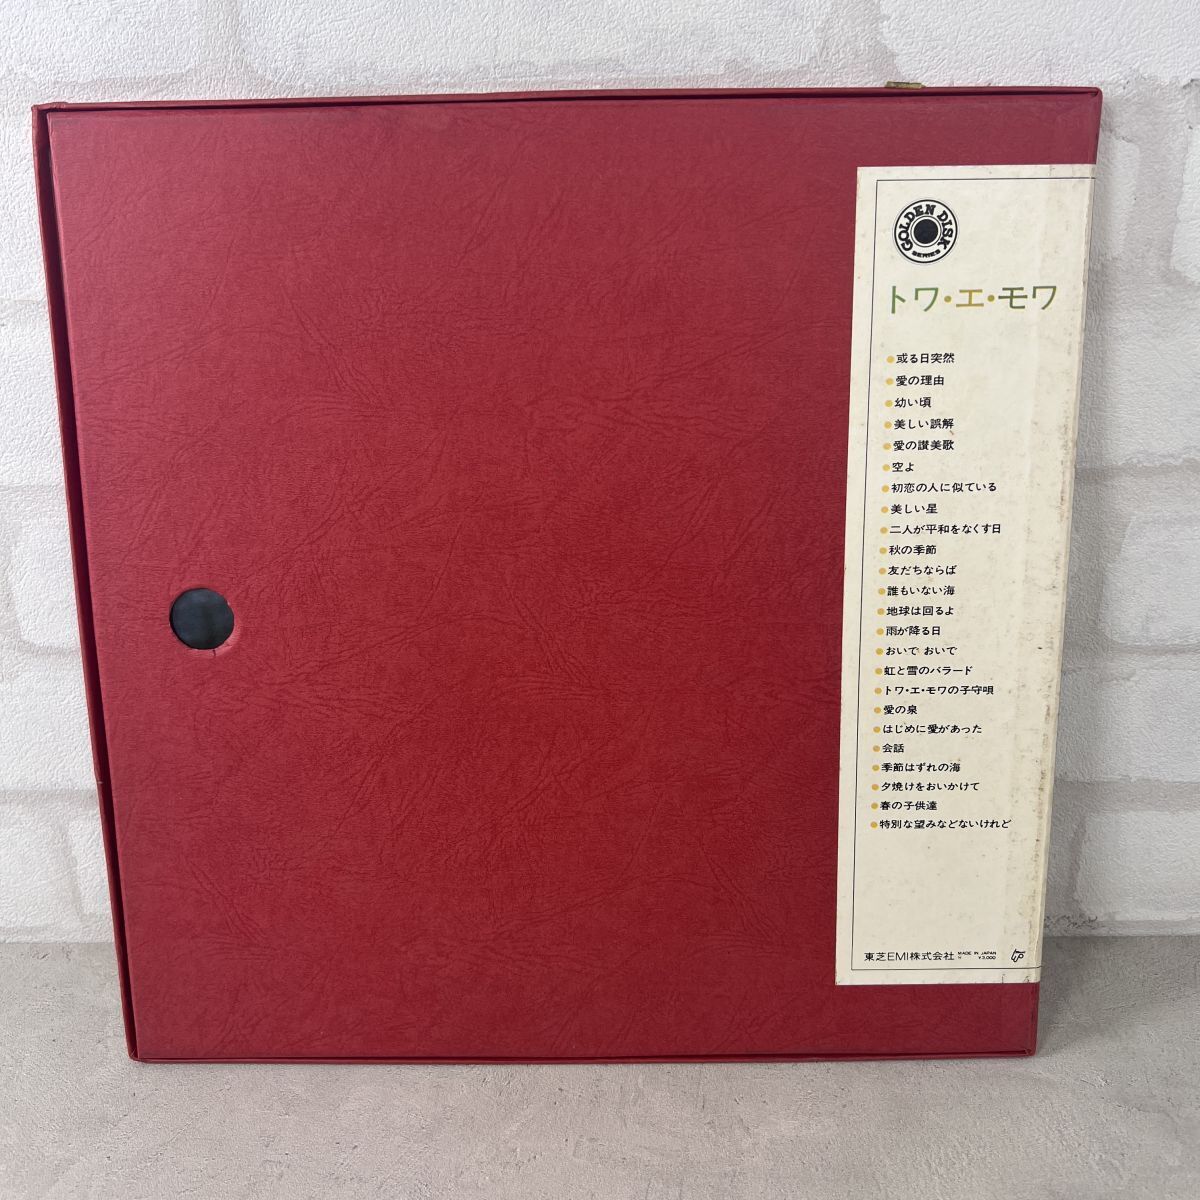 GOLDEN DISK
SERIES
トワ・エ・モワ
●或る日突然
●愛の理由
●幼い頃
●美しい誤解
●愛の讃美歌
●空よ
●初恋の人に似ている
●美しい星
●二人が平和をなくす日
●秋の季節
●友だちならば
●誰もいない海
●地球は回るよ
●雨が降る日
●おいで おいで
●虹と雪のバラード
●トワ・エ・モワの子守唄
●愛の泉
●はじめに愛があった
●会話
●季節はずれの海
●夕焼けをおいかけて
●春の子供達
●特別な望みなどないけれど
東芝EMI株式会社 MADE IN JAPAN
¥3,000